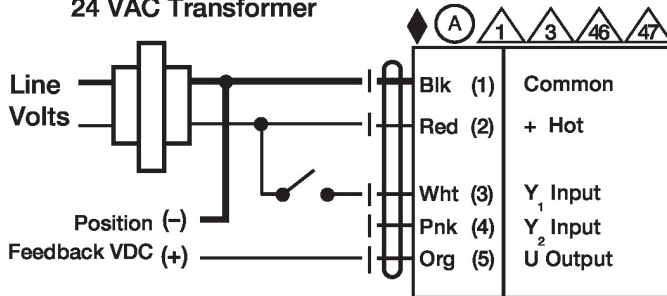 24 VAC Transformer
A 1 3 46 47
Line Volts
Blk (1) Common
Red (2) + Hot
Wht (3) Y1 Input
Position (–)
Pnk (4) Y2 Input
Feedback VDC (+)
Org (5) U Output